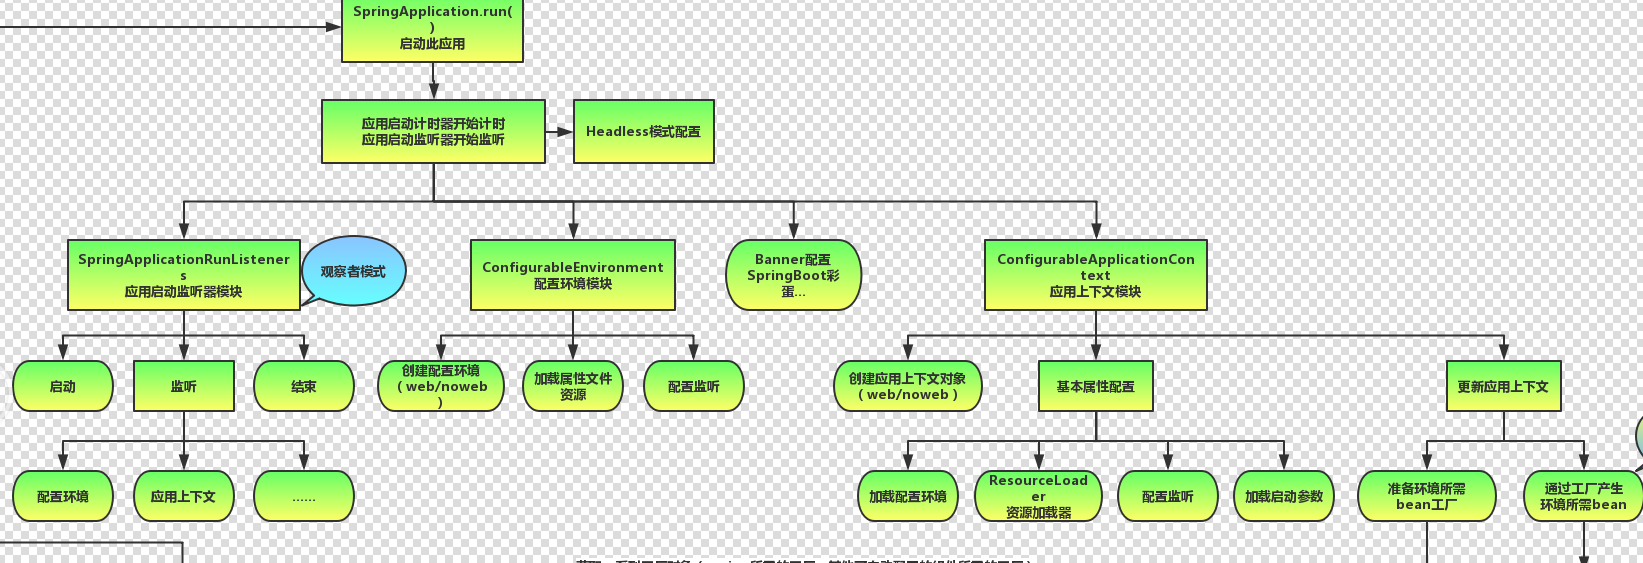 SpringApplication.run(
)
启动此应用
应用启动计时器开始计时
应用启动监听器开始监听
Headless模式配置
SpringApplicationRunListener
s
应用启动监听器模块
观察者模式
ConfigurableEnvironment
配置环境模块
Banner配置
SpringBoot彩
蛋...
ConfigurableApplicationCon
text
应用上下文模块
启动
监听
结束
创建配置环境
（web/noweb
）
加载属性文件
资源
配置监听
创建应用上下文对象
（web/noweb）
基本属性配置
更新应用上下文
配置环境
应用上下文
......
加载配置环境
ResourceLoad
er
资源加载器
配置监听
加载启动参数
准备环境所需
bean工厂
通过工厂产生
环境所需bean